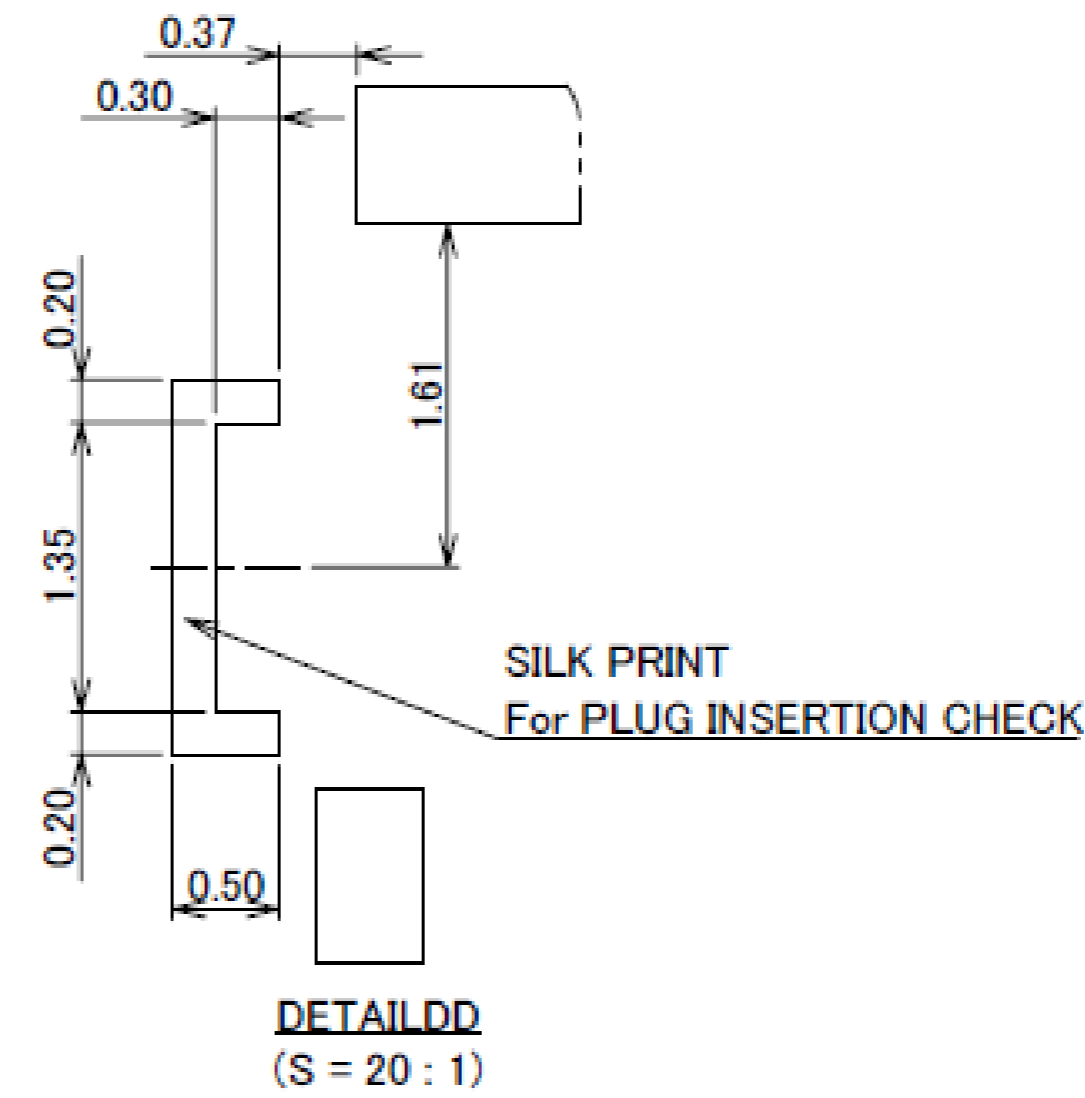 0.37
0.30
0.20
1.61
1.35
SILK PRINT
For PLUG INSERTION CHECK
0.20
0.50
DETAILDD
(S = 20 : 1)